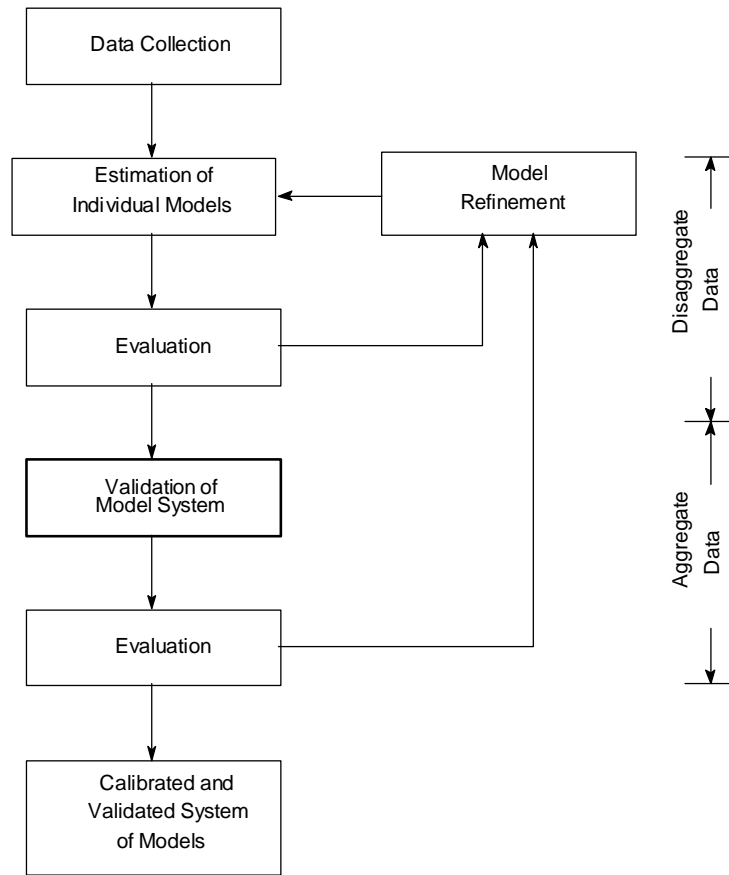 Data Collection
Estimation of
Individual Models
Model
Refinement
Evaluation
Validation of
Model System
Evaluation
Calibrated and
Validated System
of Models
Disaggregate
Data
Aggregate
Data